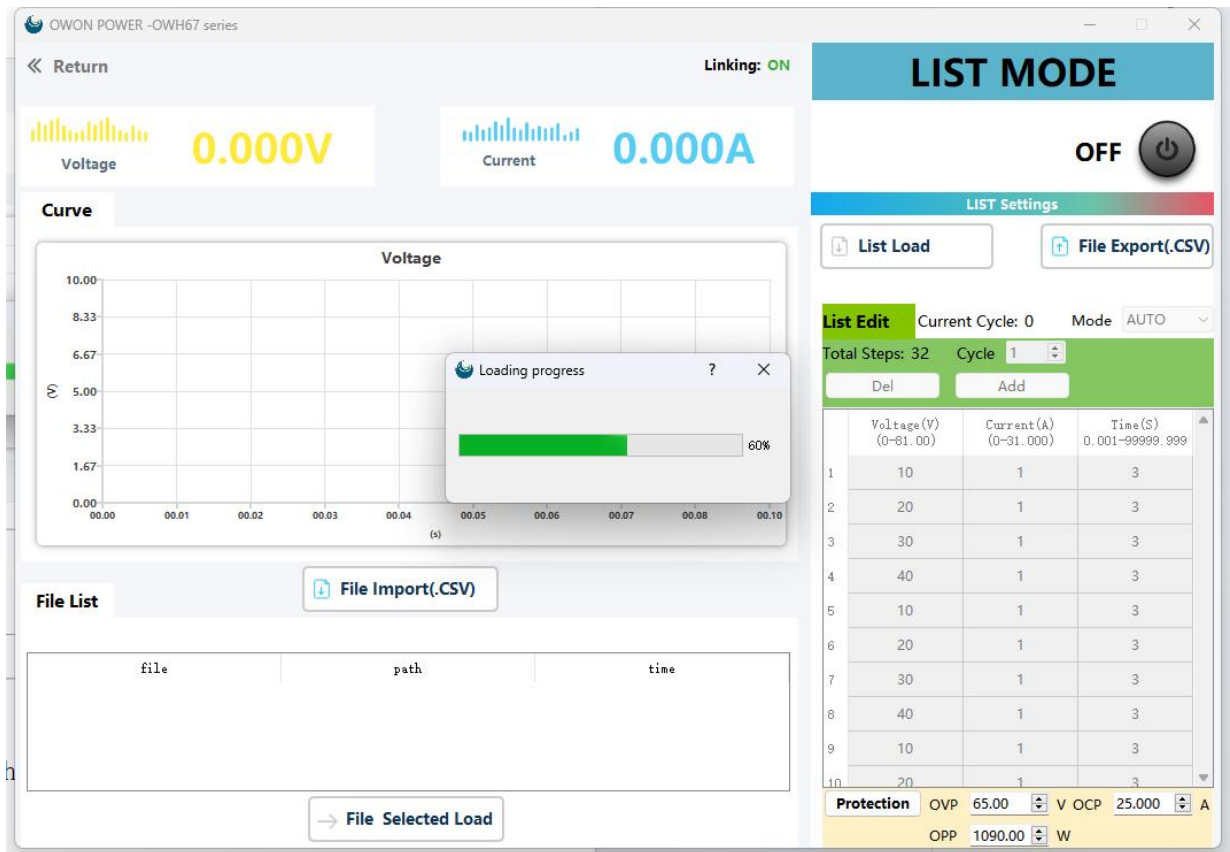 OWON POWER -OWH67 series
Return
Linking: ON
Voltage
0.000V
Current
0.000A
Curve
Voltage
10.00
8.33
6.67
5.00
3.33
1.67
0.00
(V)
00.00 00.01 00.02 00.03 00.04 00.05 00.06 00.07 00.08 00.10
(s)
Loading progress ?
60%
File List
File Import(.CSV)
file path time
File Selected Load
LIST MODE
OFF
LIST Settings
List Load
File Export(.CSV)
List Edit Current Cycle: 0 Mode AUTO
Total Steps: 32 Cycle 1
Del Add
Voltage(V) Current(A) Time(S)
(0-81.00) (0-31.000) 0.001-99999.999
1 10 1 3
2 20 1 3
3 30 1 3
4 40 1 3
5 10 1 3
6 20 1 3
7 30 1 3
8 40 1 3
9 10 1 3
10 20 1 3
Protection OVP 65.00 V OCP 25.000 A
OPP 1090.00 W